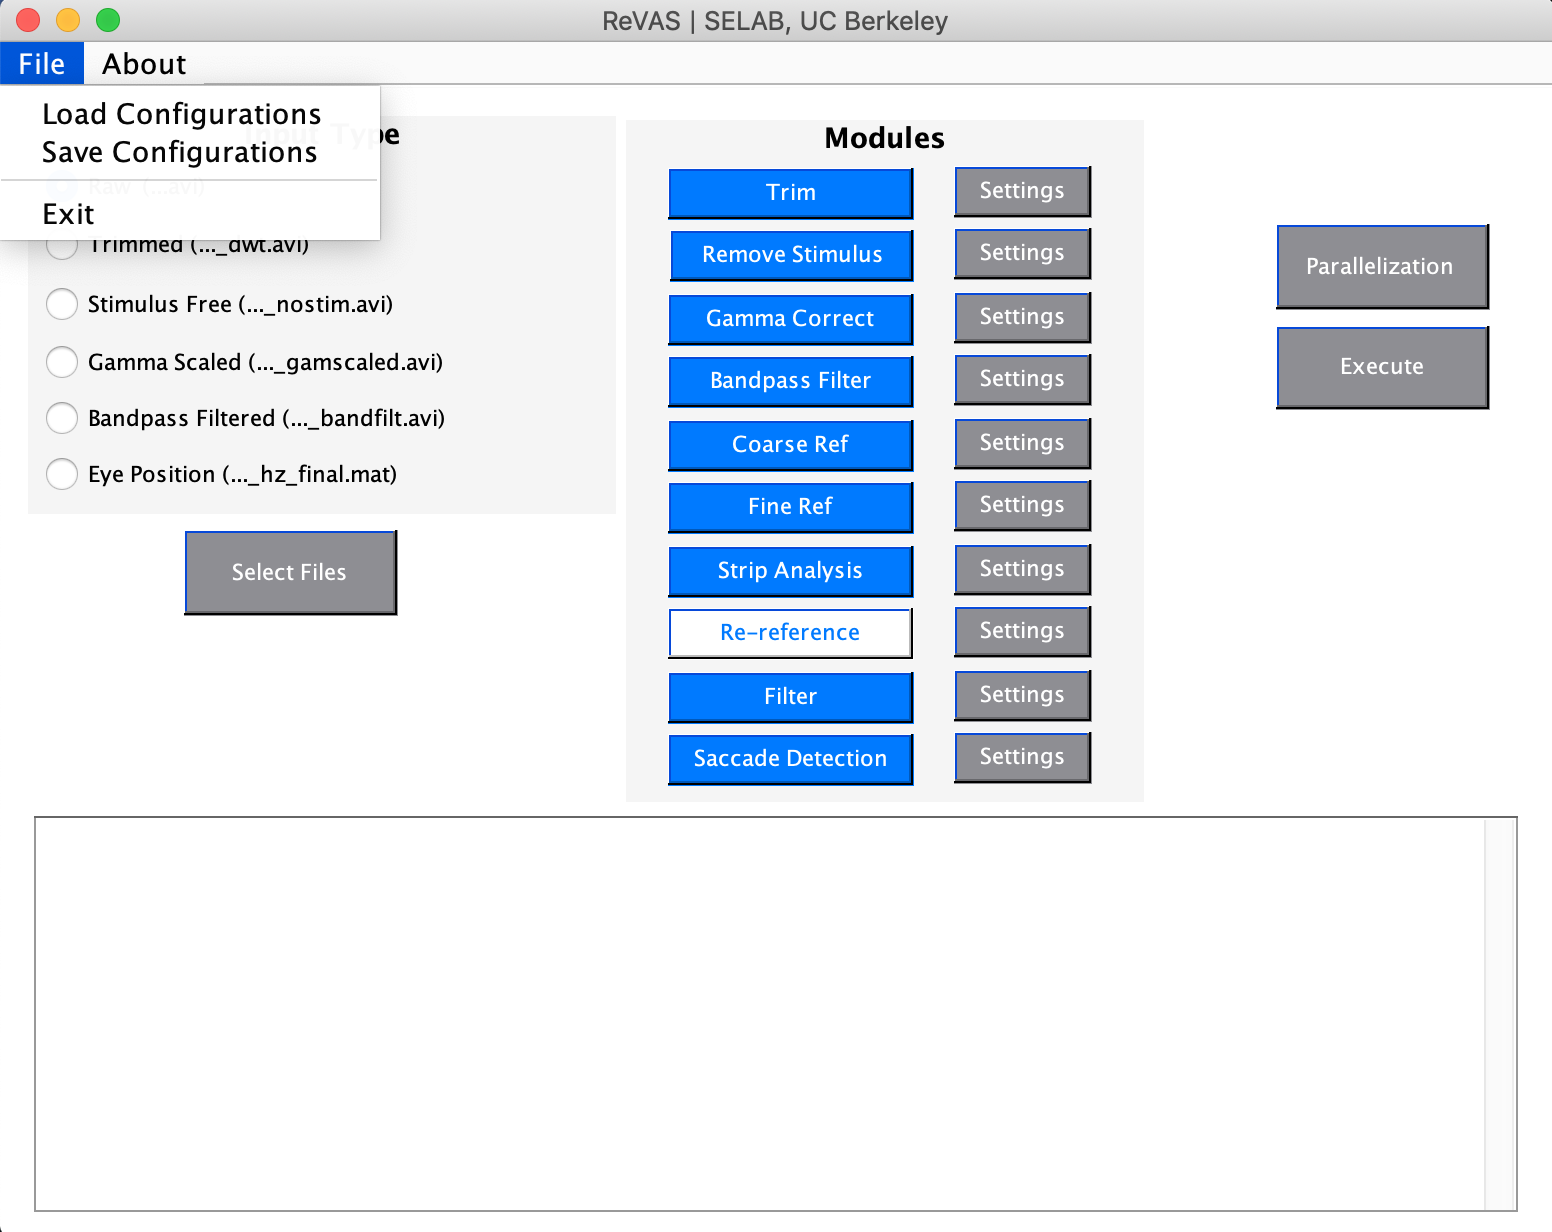 ReVAS | SELAB, UC Berkeley
File About
Load Configurations
Save Configurations
Exit
Input Type
Raw (...avi)
Trimmed (..._dwt.avi)
Stimulus Free (..._nostim.avi)
Gamma Scaled (..._gamscaled.avi)
Bandpass Filtered (..._bandfilt.avi)
Eye Position (..._hz_final.mat)
Select Files
Modules
Trim Settings
Remove Stimulus Settings
Gamma Correct Settings
Bandpass Filter Settings
Coarse Ref Settings
Fine Ref Settings
Strip Analysis Settings
Re-reference Settings
Filter Settings
Saccade Detection Settings
Parallelization
Execute